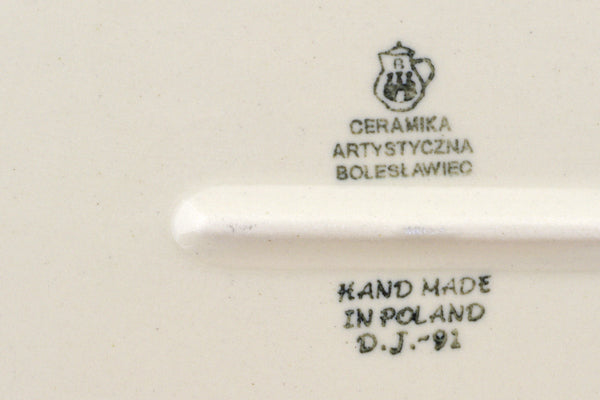 B
CERAMIKA
ARTYSTYCZNA
BOLESŁAWIEC
HAND MADE
IN POLAND
D.J.-91